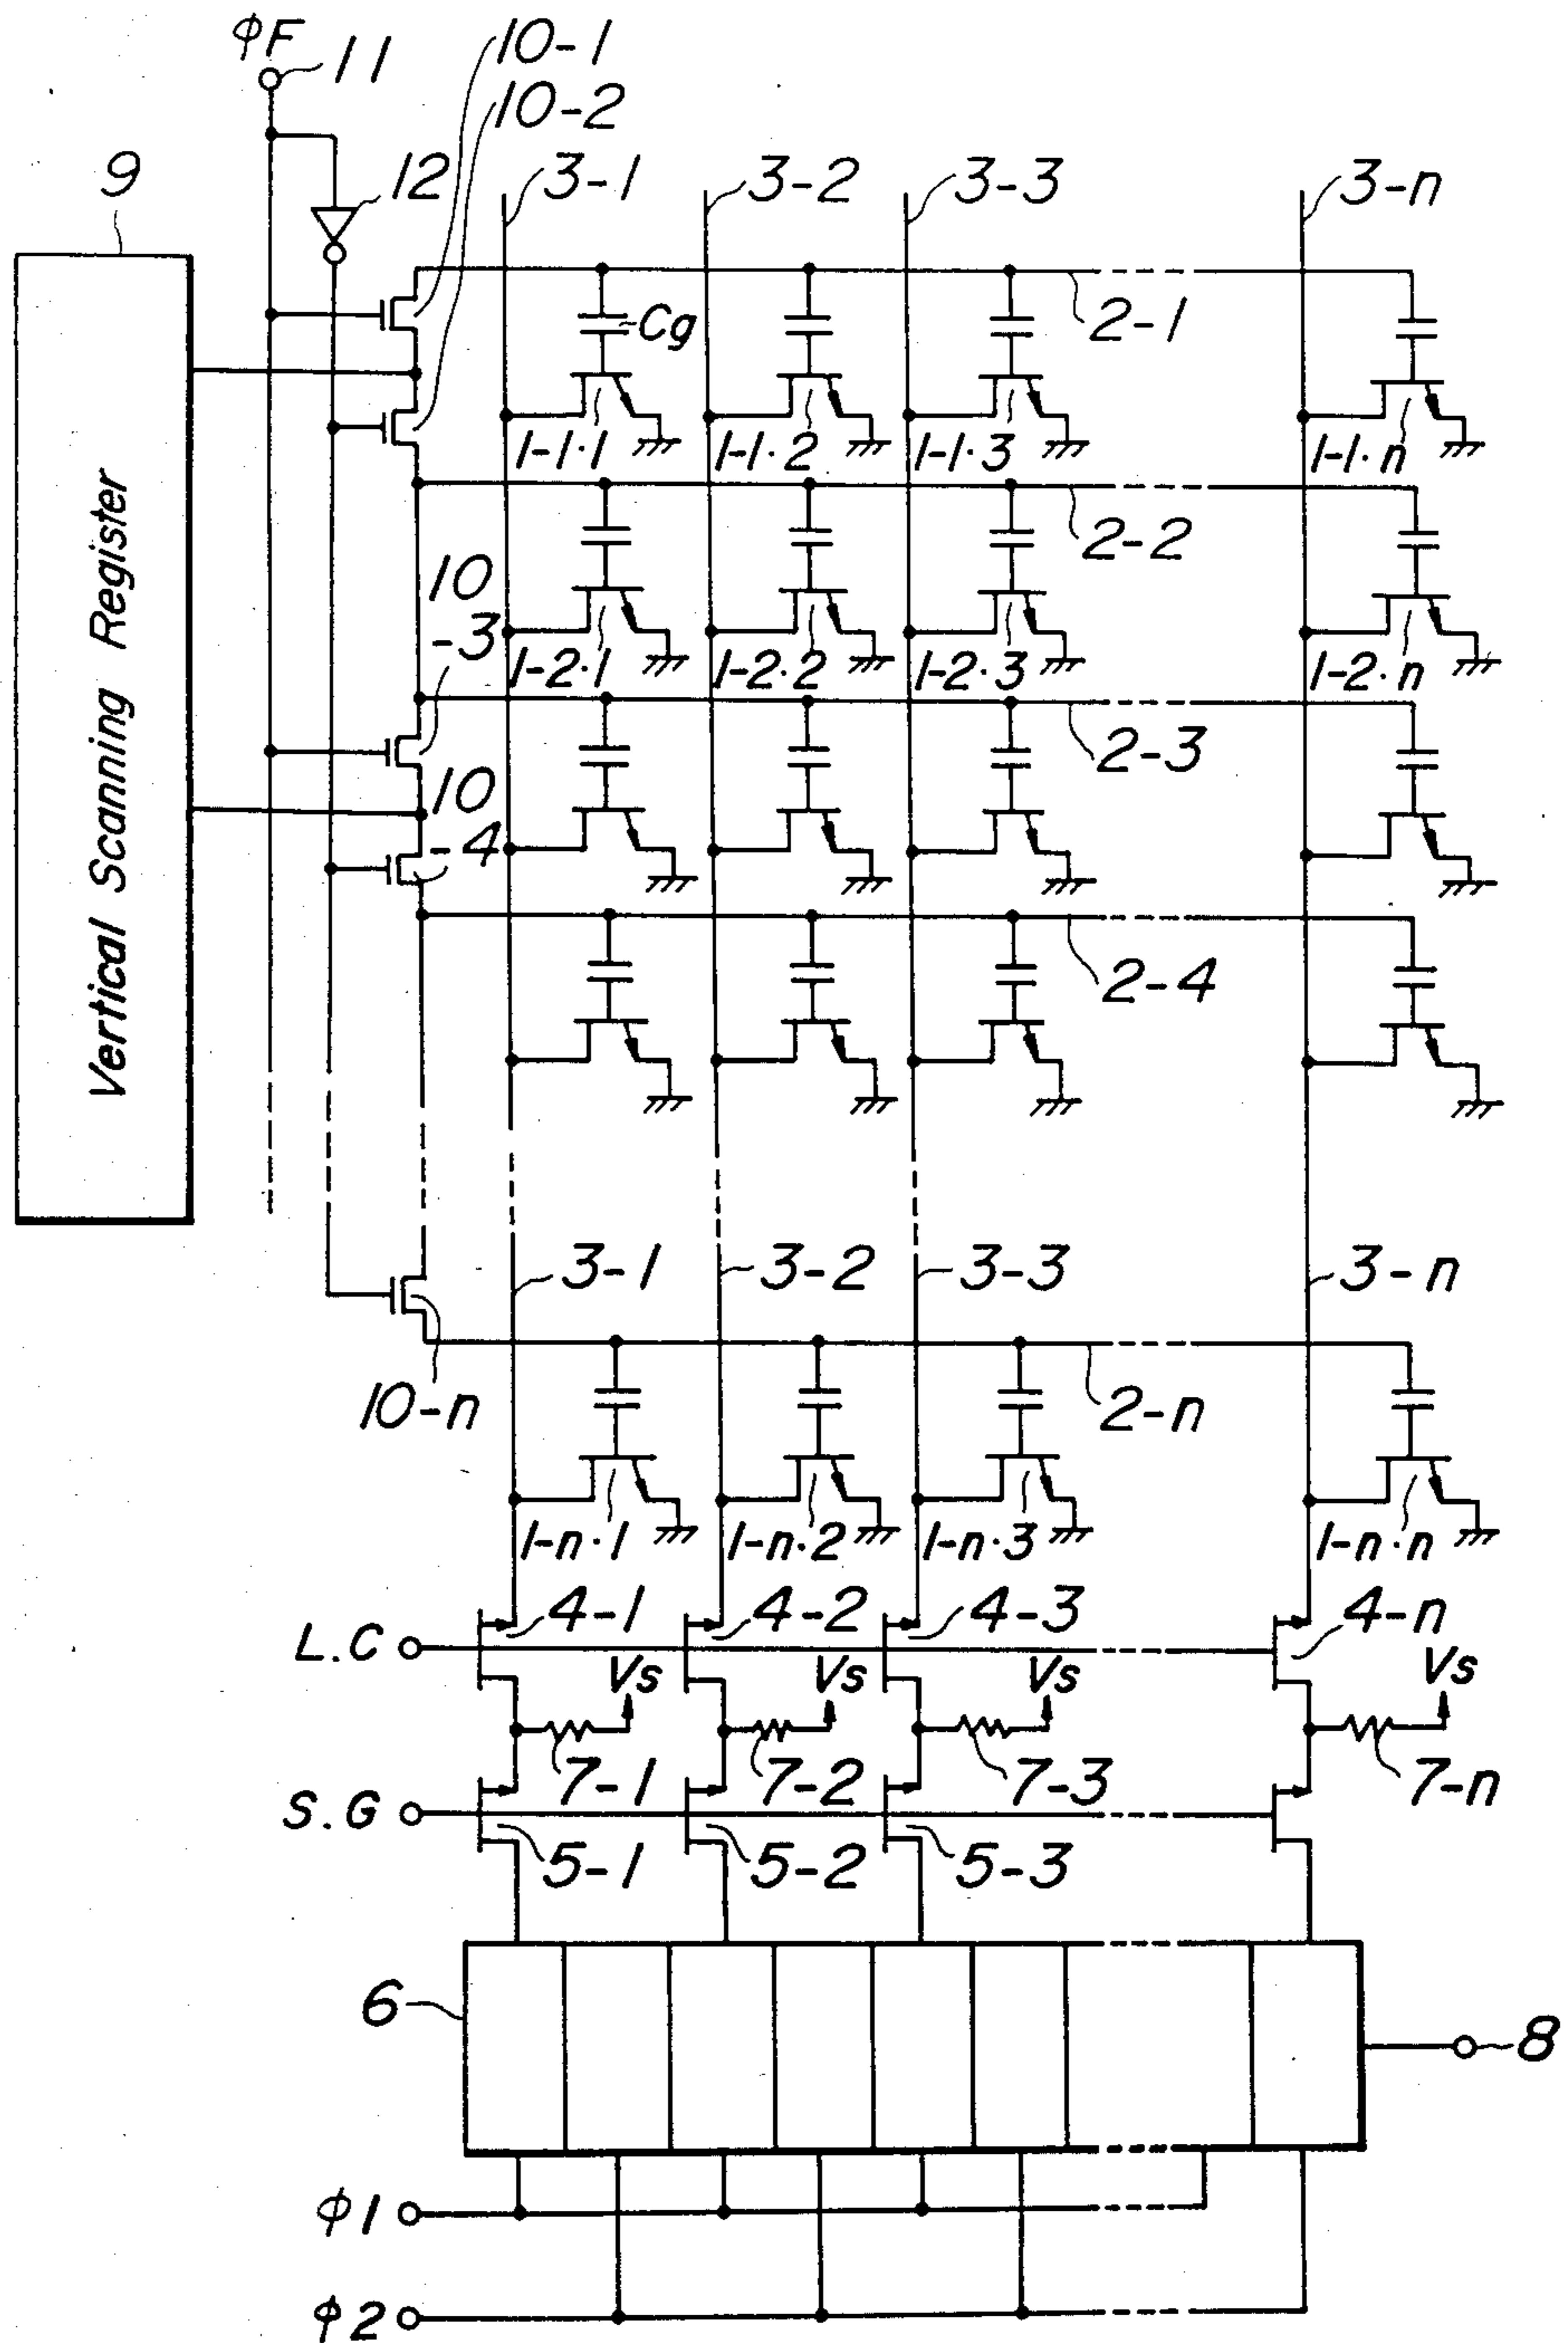 φF
11
10-1
10-2
9
12
3-1
3-2
3-3
3-n
Cg
2-1
1-1·1
1-1·2
1-1·3
1-1·n
Vertical Scanning Register
2-2
10
-3
1-2·1
1-2·2
1-2·3
1-2·n
2-3
10
-4
2-4
3-1
3-2
3-3
3-n
10-n
2-n
1-n·1
1-n·2
1-n·3
1-n·n
L.C
4-1
4-2
4-3
4-n
Vs
Vs
Vs
Vs
7-1
7-2
7-3
7-n
S.G
5-1
5-2
5-3
6
8
φ1
φ2